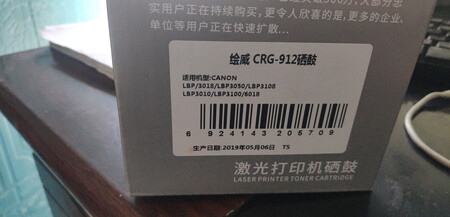 实用户正在持续购买，更令人欣喜的是，更多的企业、
单位等用户正在快速扩散...
绘威 CRG-912硒鼓
适用机型:CANON
LBP/3018/LBP3050/LBP3108
LBP3010/LBP3100/6018
6 924143 205709
生产日期:2019年05月06日 TS
激光打印机硒鼓
LASER PRINTER TONER CARTRIDGE